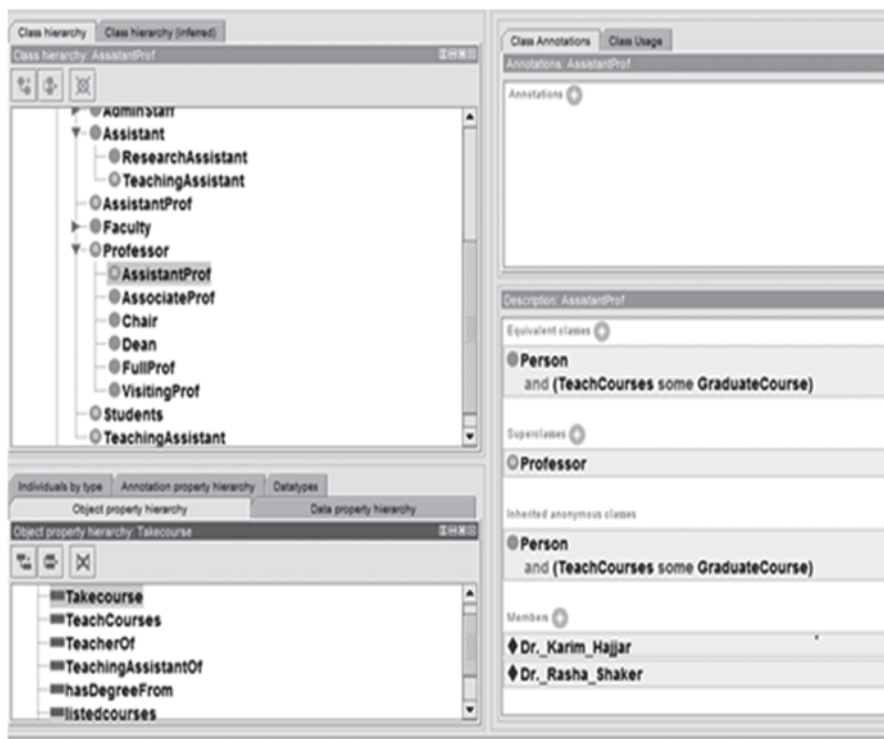 Class hierarchy Class hierarchy (inferred)
Class hierarchy: AssistantProf
AdminStaff
Assistant
ResearchAssistant
TeachingAssistant
AssistantProf
Faculty
Professor
AssistantProf
AssociateProf
Chair
Dean
FullProf
VisitingProf
Students
TeachingAssistant
Individuals by type Annotation property hierarchy Datatypes
Object property hierarchy Data property hierarchy
Object property hierarchy: Takecourse
Takecourse
TeachCourses
TeacherOf
TeachingAssistantOf
hasDegreeFrom
listedcourses
Class Annotations Class Usage
Annotations: AssistantProf
Annotations
Description: AssistantProf
Equivalent classes
Person
and (TeachCourses some GraduateCourse)
Superclasses
Professor
Inherited anonymous classes
Person
and (TeachCourses some GraduateCourse)
Members
Dr._Karim_Hajjar
Dr._Rasha_Shaker